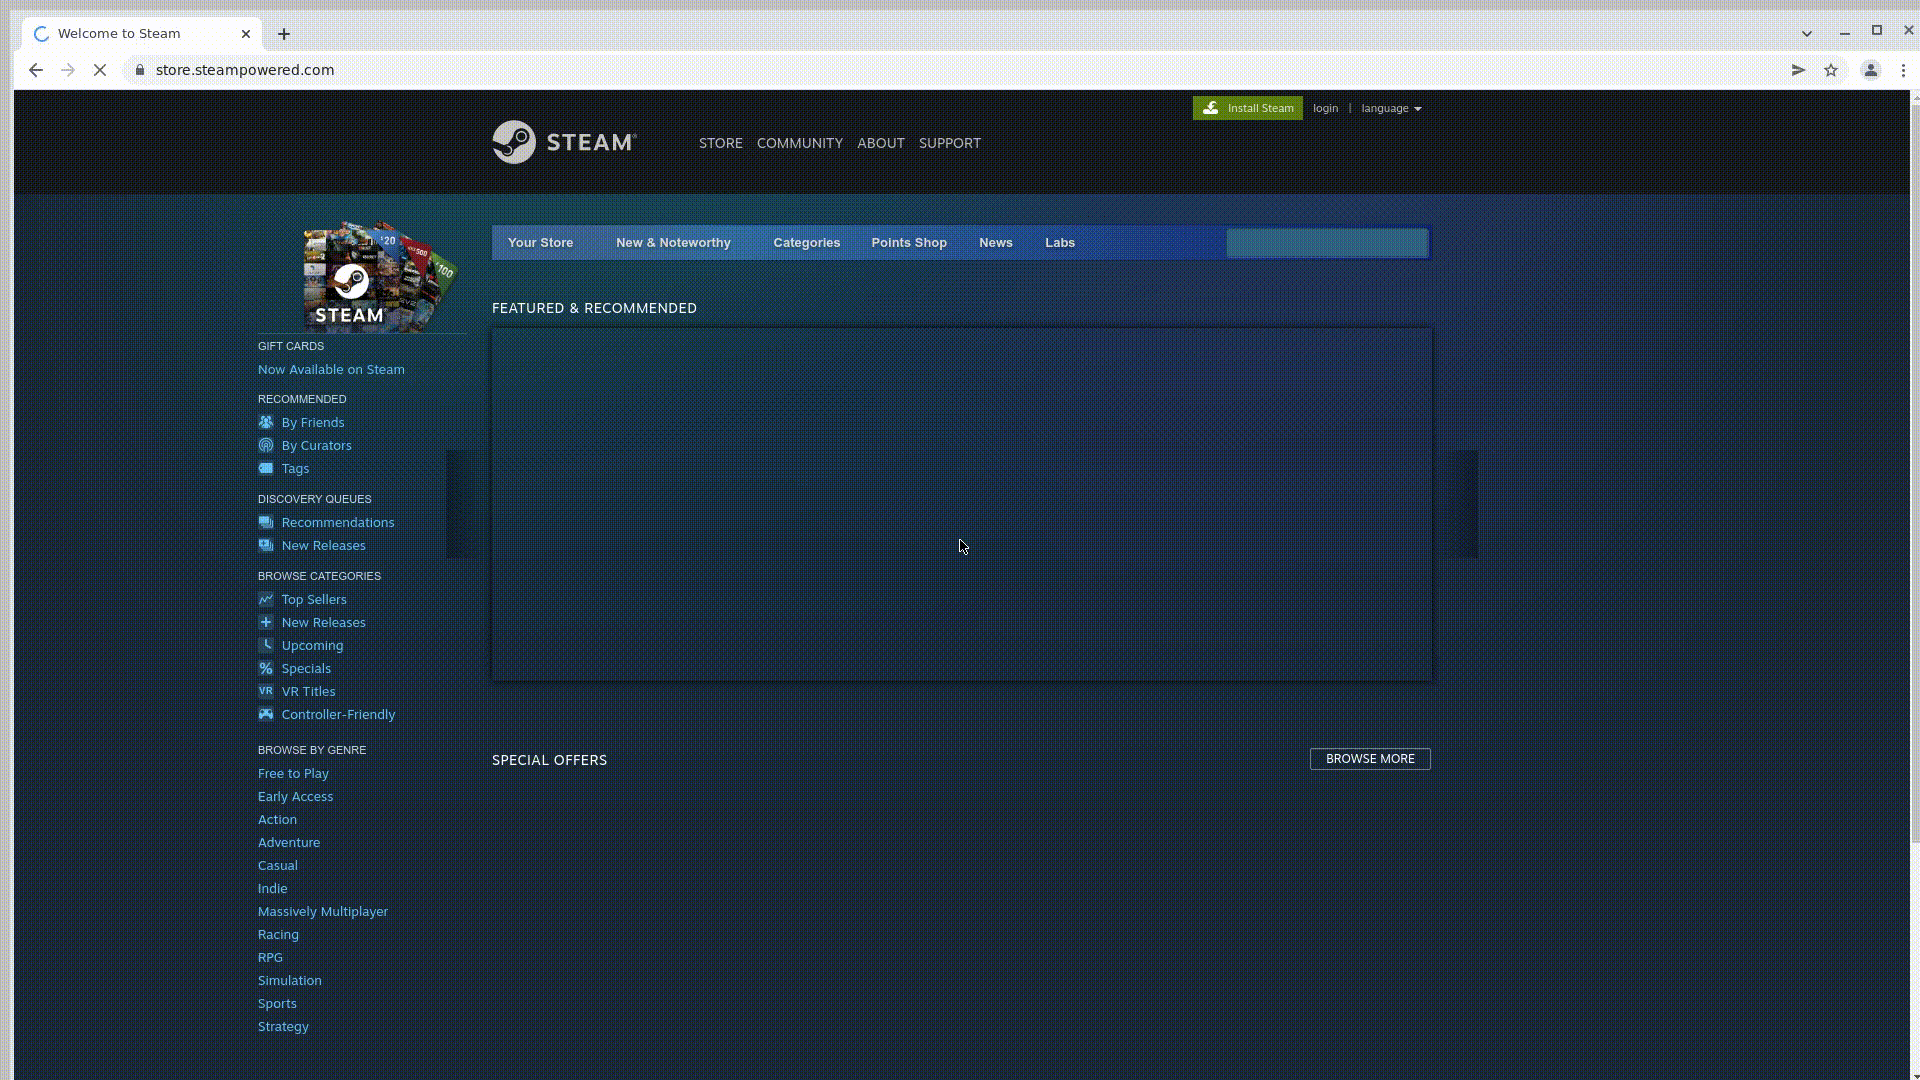 Welcome to Steam
store.steampowered.com
Install Steam login | language
STEAM®
STORE COMMUNITY ABOUT SUPPORT
Your Store New & Noteworthy Categories Points Shop News Labs
STEAM
GIFT CARDS
Now Available on Steam
RECOMMENDED
By Friends
By Curators
Tags
DISCOVERY QUEUES
Recommendations
New Releases
BROWSE CATEGORIES
Top Sellers
New Releases
Upcoming
Specials
VR VR Titles
Controller-Friendly
BROWSE BY GENRE
Free to Play
Early Access
Action
Adventure
Casual
Indie
Massively Multiplayer
Racing
RPG
Simulation
Sports
Strategy
FEATURED & RECOMMENDED
SPECIAL OFFERS
BROWSE MORE